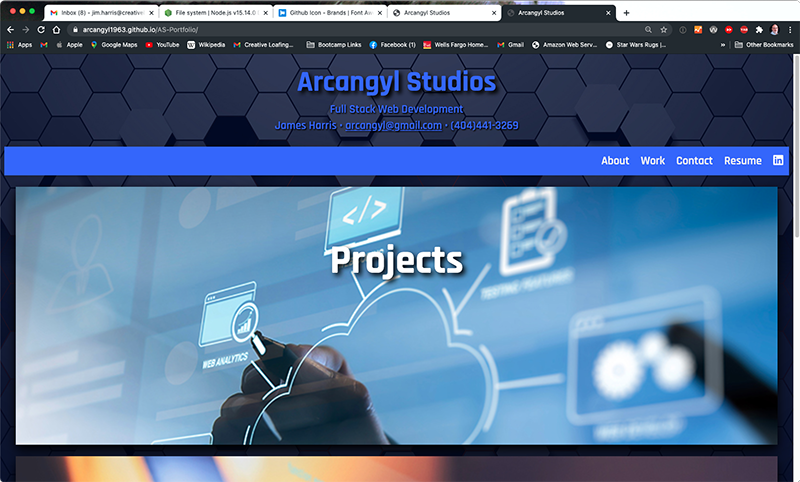 Inbox (8) - jim.harris@creative
File system | Node.js v15.14.0
Github Icon - Brands | Font Aw
Arcangyl Studios
Arcangyl Studios
arcangyl1963.github.io/AS-Portfolio/
Apps
Apple
Google Maps
YouTube
Wikipedia
Creative Loafing...
Bootcamp Links
Facebook (1)
Wells Fargo Home...
Gmail
Amazon Web Serv...
Star Wars Rugs |...
»
Other Bookmarks
Arcangyl Studios
Full Stack Web Development
James Harris • arcangyl@gmail.com • (404)441-3269
About Work Contact Resume in
</>
Projects
TESTING FEATURES
WEB ANALYTICS